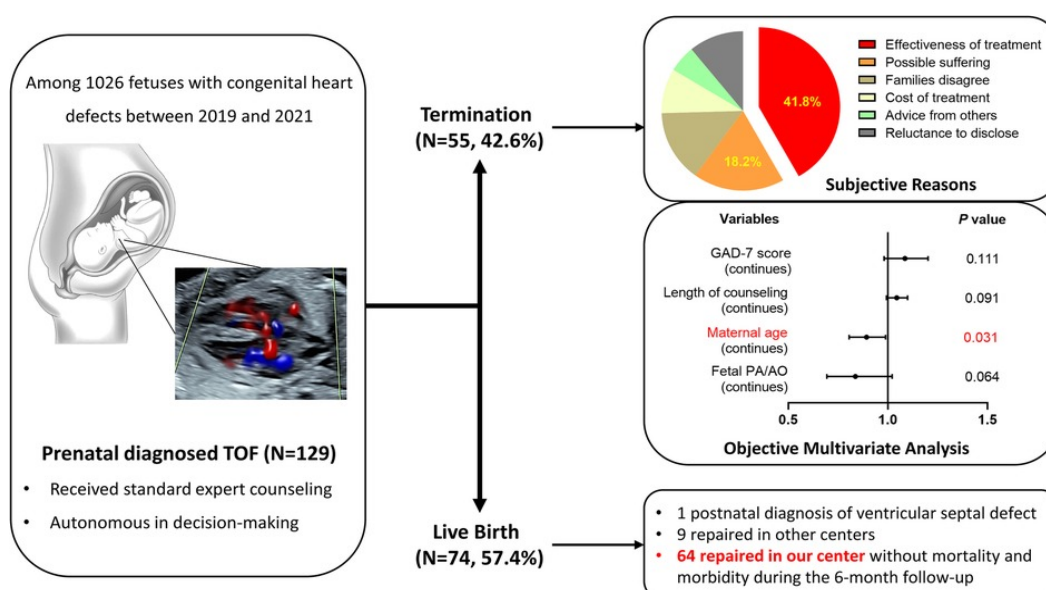 Among 1026 fetuses with congenital heart
defects between 2019 and 2021
Prenatal diagnosed TOF (N=129)
• Received standard expert counseling
• Autonomous in decision-making
Termination
(N=55, 42.6%)
Live Birth
(N=74, 57.4%)
41.8%
18.2%
Effectiveness of treatment
Possible suffering
Families disagree
Cost of treatment
Advice from others
Reluctance to disclose
Subjective Reasons
Variables P value
GAD-7 score
(continues)
0.111
Length of counseling
(continues)
0.091
Maternal age
(continues)
0.031
Fetal PA/AO
(continues)
0.064
0.5 1.0 1.5
Objective Multivariate Analysis
• 1 postnatal diagnosis of ventricular septal defect
• 9 repaired in other centers
• 64 repaired in our center without mortality and
morbidity during the 6-month follow-up